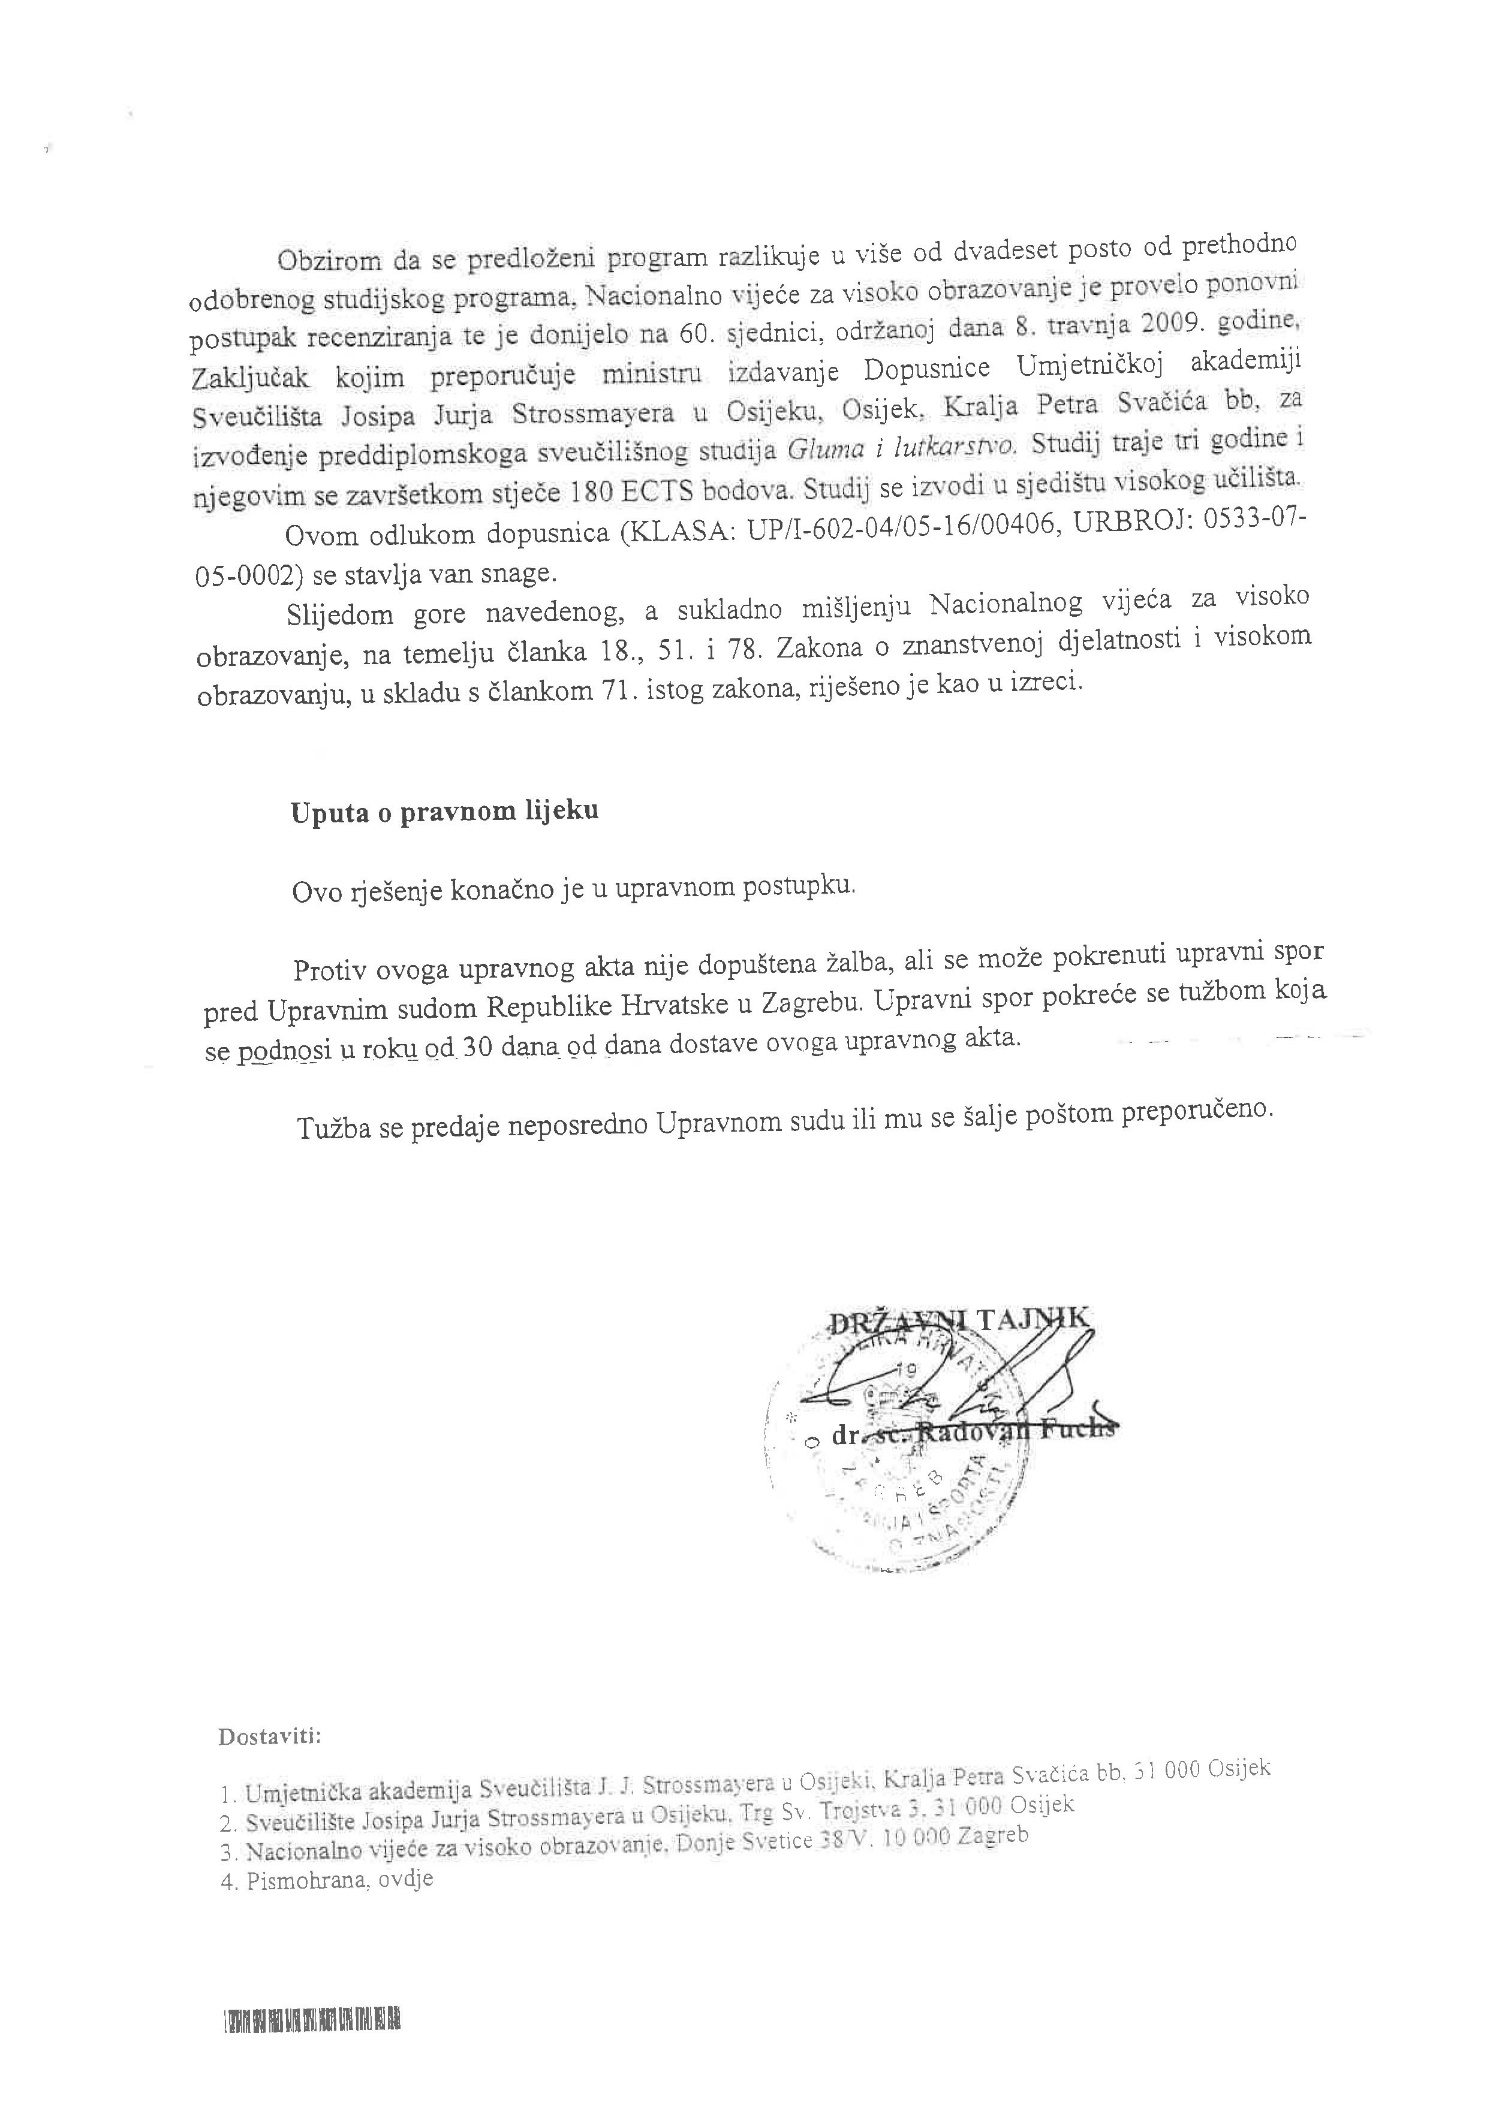 Obzirom da se predloženi program razlikuje u više od dvadeset posto od prethodno
odobrenog studijskog programa, Nacionalno vijeće za visoko obrazovanje je provelo ponovni
postupak recenziranja te je donijelo na 60. sjednici, održanoj dana 8. travnja 2009. godine,
Zaključak kojim preporučuje ministru izdavanje Dopusnice Umjetničkoj akademiji
Sveučilišta Josipa Jurja Strossmayera u Osijeku, Osijek, Kralja Petra Svačića bb, za
izvođenje preddiplomskoga sveučilišnog studija Gluma i lutkarstvo. Studij traje tri godine i
njegovim se završetkom stječe 180 ECTS bodova. Studij se izvodi u sjedištu visokog učilišta.
Ovom odlukom dopusnica (KLASA: UP/I-602-04/05-16/00406, URBROJ: 0533-07-
05-0002) se stavlja van snage.
Slijedom gore navedenog, a sukladno mišljenju Nacionalnog vijeća za visoko
obrazovanje, na temelju članka 18., 51. i 78. Zakona o znanstvenoj djelatnosti i visokom
obrazovanju, u skladu s člankom 71. istog zakona, riješeno je kao u izreci.
Uputa o pravnom lijeku
Ovo rješenje konačno je u upravnom postupku.
Protiv ovoga upravnog akta nije dopuštena žalba, ali se može pokrenuti upravni spor
pred Upravnim sudom Republike Hrvatske u Zagrebu. Upravni spor pokreće se tužbom koja
se podnosi u roku od 30 dana od dana dostave ovoga upravnog akta.
Tužba se predaje neposredno Upravnom sudu ili mu se šalje poštom preporučeno.
DRŽAVNI TAJNIK
HRVATSKA
19
dr. sc. Radovan Fuchs
ZAGREB
Dostaviti:
1. Umjetnička akademija Sveučilišta J. J. Strossmayera u Osijeki, Kralja Petra Svačića bb, 31 000 Osijek
2. Sveučilište Josipa Jurja Strossmayera u Osijeku, Trg Sv. Trojstva 3, 31 000 Osijek
3. Nacionalno vijeće za visoko obrazovanje, Donje Svetice 38/V, 10 000 Zagreb
4. Pismohrana, ovdje